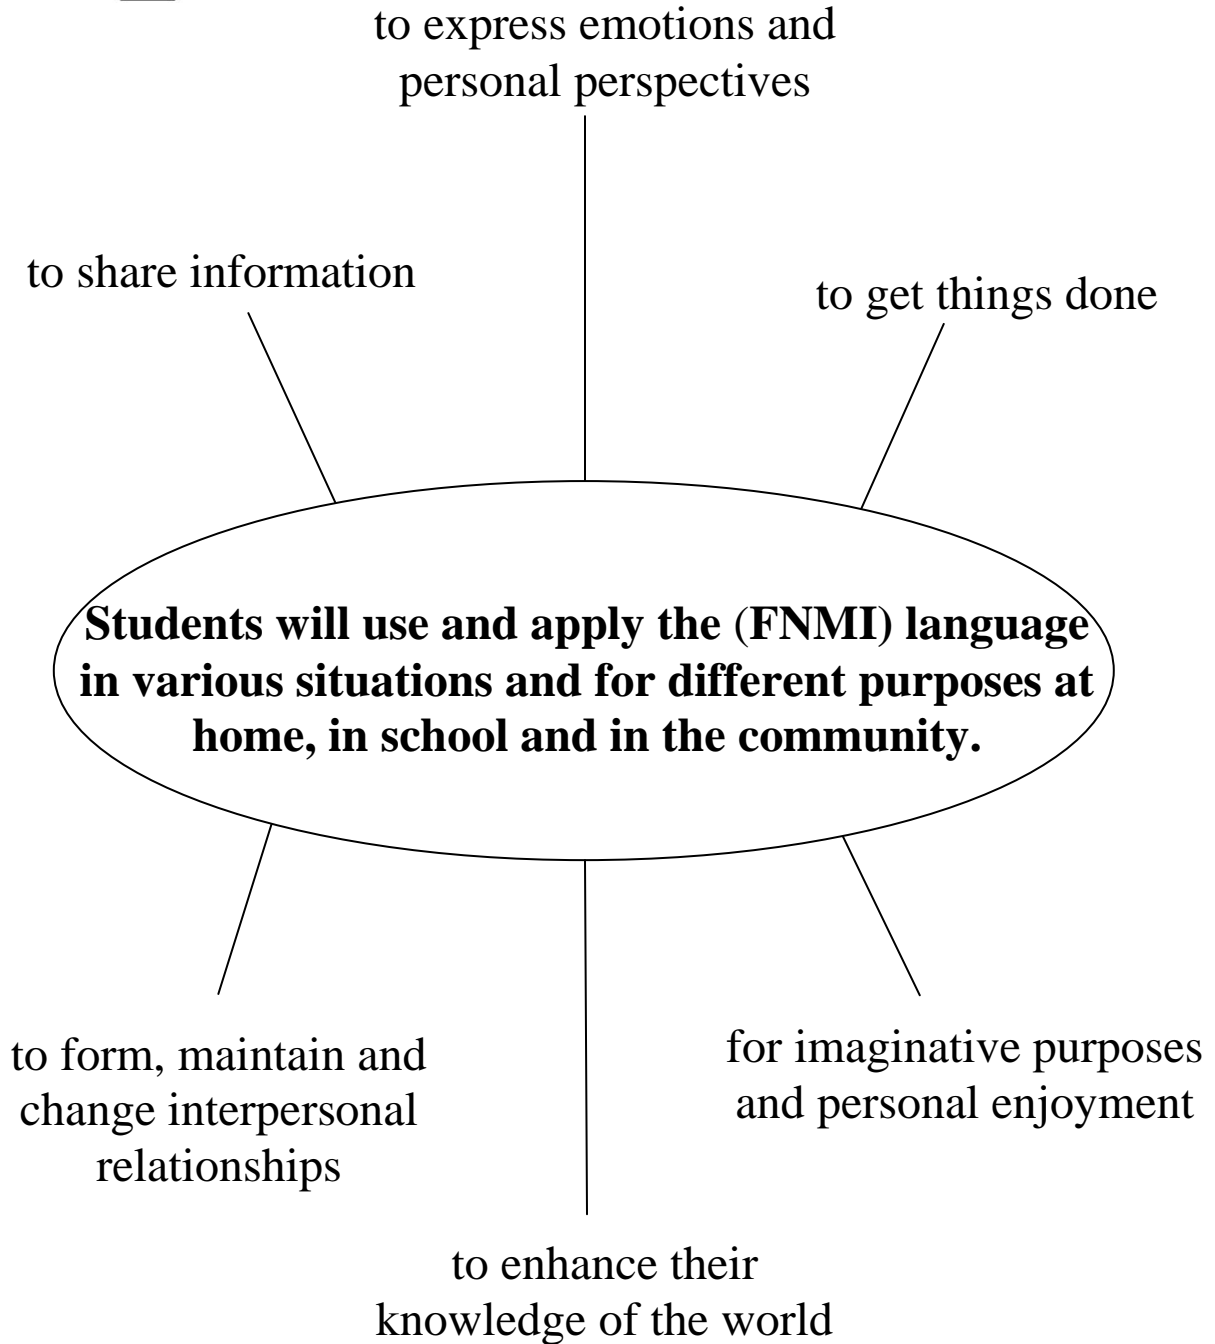 to express emotions and
personal perspectives
to share information
to get things done
Students will use and apply the (FNMI) language
in various situations and for different purposes at
home, in school and in the community.
to form, maintain and
change interpersonal
relationships
for imaginative purposes
and personal enjoyment
to enhance their
knowledge of the world